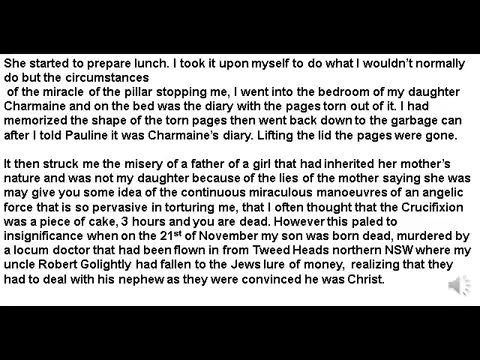 She started to prepare lunch. I took it upon myself to do what I wouldn't normally
do but the circumstances
of the miracle of the pillar stopping me, I went into the bedroom of my daughter
Charmaine and on the bed was the diary with the pages torn out of it. I had
memorized the shape of the torn pages then went back down to the garbage can
after I told Pauline it was Charmaine's diary. Lifting the lid the pages were gone.

It then struck me the misery of a father of a girl that had inherited her mother's
nature and was not my daughter because of the lies of the mother saying she was
may give you some idea of the continuous miraculous manoeuvres of an angelic
force that is so pervasive in torturing me, that I often thought that the Crucifixion
was a piece of cake, 3 hours and you are dead. However this paled to
insignificance when on the 21st of November my son was born dead, murdered by
a locum doctor that had been flown in from Tweed Heads northern NSW where my
uncle Robert Golightly had fallen to the Jews lure of money, realizing that they
had to deal with his nephew as they were convinced he was Christ.